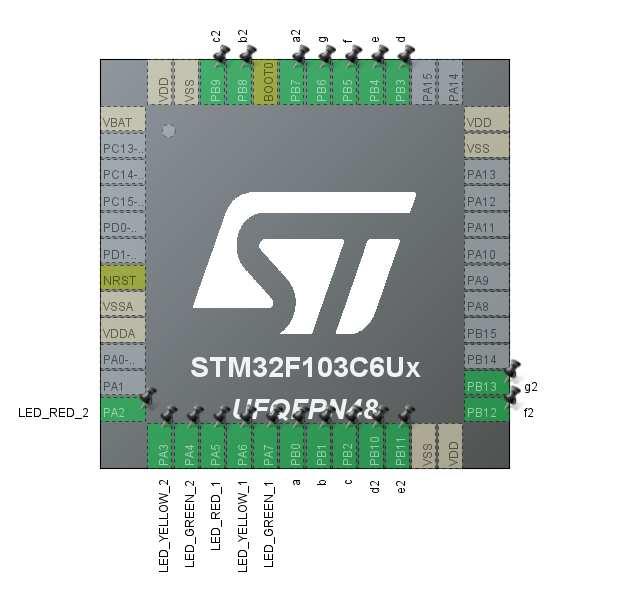 c2
b2
a2
g
f
e
d
VDD
VSS
PB9
PB8
BOOT0
PB7
PB6
PB5
PB4
PB3
PA15
PA14
VBAT
PC13-..
PC14-..
PC15-..
PD0-..
PD1-..
NRST
VSSA
VDDA
PA0-..
PA1
LED_RED_2 PA2
VDD
VSS
PA13
PA12
PA11
PA10
PA9
PA8
PB15
PB14
PB13 g2
PB12 f2
ST
STM32F103C6Ux
UFQFPN48
PA3
PA4
PA5
PA6
PA7
PB0
PB1
PB2
PB10
PB11
VSS
VDD
LED_YELLOW_2
LED_GREEN_2
LED_RED_1
LED_YELLOW_1
LED_GREEN_1
a
b
c
d2
e2